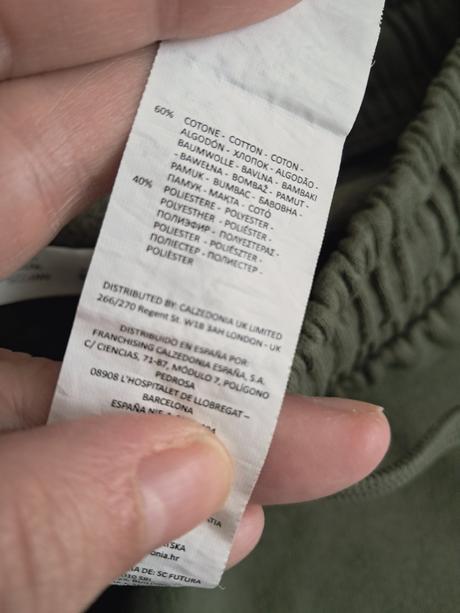 60% COTONE - COTTON - COTON -
ALGODÓN - ХЛОПОК - ALGODÃO -
BAUMWOLLE - BAVLNA - BAMBAKI
- BAWEŁNA - BOMBAŽ - PAMUT -
PAMUK - BUMBAC - БАВОВНА -
ПАМУК - MAKTA - COTÓ
40% POLIESTERE - POLYESTER -
POLYESTHER - POLIÉSTER -
ПОЛИЭФИР - ΠΟΛΥΕΣΤΕΡΑΣ -
POLIESTER - POLIÉSZTER -
ПОЛІЕСТЕР - ПОЛИЕСТЕР -
POLIÈSTER
DISTRIBUTED BY: CALZEDONIA UK LIMITED
266/270 Regent St. W1B 3AH LONDON - UK
DISTRIBUIDO EN ESPAÑA POR:
FRANCHISING CALZEDONIA ESPAÑA, S.A.
C/ CIENCIAS, 71-87, MÓDULO 7, POLÍGONO
PEDROSA
08908 L'HOSPITALET DE LLOBREGAT –
BARCELONA
ESPAÑA